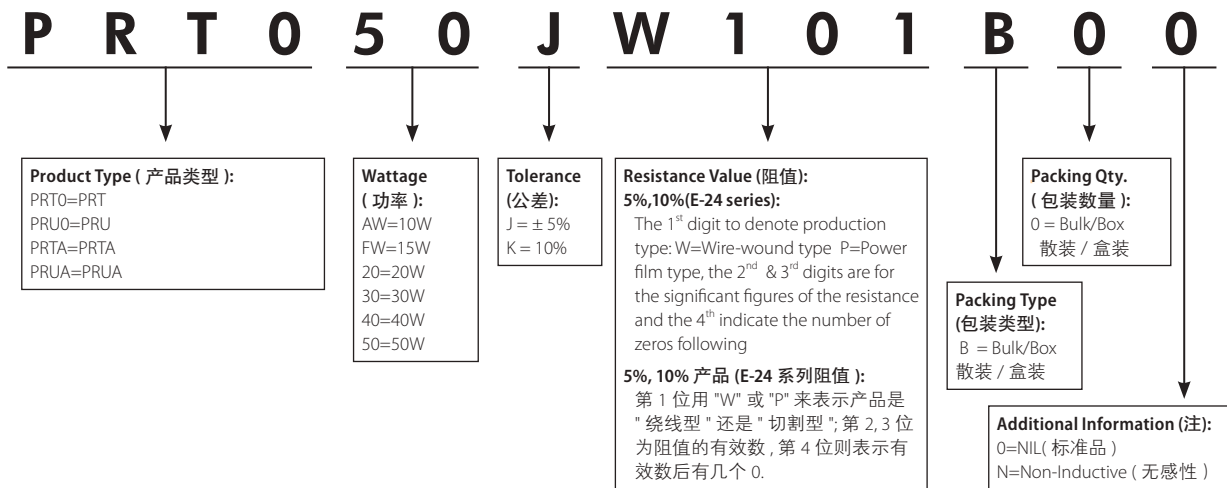 P R T 0 5 0 J W 1 0 1 B 0 0
Product Type ( 产品类型 ):
PRT0=PRT
PRU0=PRU
PRTA=PRTA
PRUA=PRUA
Wattage
( 功率 ):
AW=10W
FW=15W
20=20W
30=30W
40=40W
50=50W
Tolerance
(公差):
J = ± 5%
K = 10%
Resistance Value (阻值):
5%,10%(E-24 series):
The 1st digit to denote production
type: W=Wire-wound type P=Power
film type, the 2nd & 3rd digits are for
the significant figures of the resistance
and the 4th indicate the number of
zeros following
5%, 10% 产品 (E-24 系列阻值 ):
第 1 位用 "W" 或 "P" 来表示产品是
" 绕线型 " 还是 " 切割型 "; 第 2, 3 位
为阻值的有效数 , 第 4 位则表示有
效数后有几个 0.
Packing Type
(包装类型):
B = Bulk/Box
散装 / 盒装
Packing Qty.
( 包装数量 ):
0 = Bulk/Box
散装 / 盒装
Additional Information (注):
0=NIL( 标准品 )
N=Non-Inductive ( 无感性 )